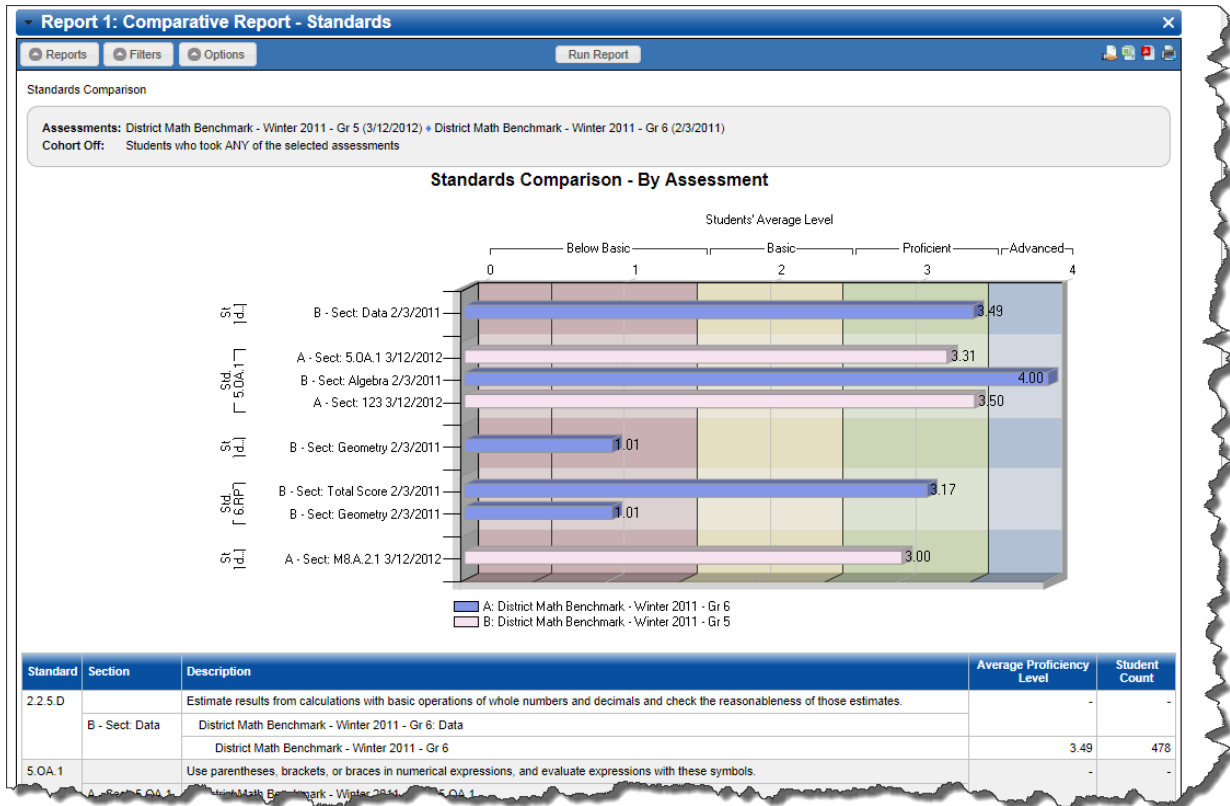 Report 1: Comparative Report - Standards
Reports Filters Options Run Report
Standards Comparison
Assessments: District Math Benchmark - Winter 2011 - Gr 5 (3/12/2012) ♦ District Math Benchmark - Winter 2011 - Gr 6 (2/3/2011)
Cohort Off: Students who took ANY of the selected assessments
Standards Comparison - By Assessment
Students' Average Level
Below Basic Basic Proficient Advanced
0 1 2 3 4
St d... B - Sect: Data 2/3/2011 3.49
Std. 5.OA.1
A - Sect: 5.OA.1 3/12/2012 3.31
B - Sect: Algebra 2/3/2011 4.00
A - Sect: 123 3/12/2012 3.50
St d... B - Sect: Geometry 2/3/2011 1.01
Std. 6.RP
B - Sect: Total Score 2/3/2011 3.17
B - Sect: Geometry 2/3/2011 1.01
St d... A - Sect: M8.A.2.1 3/12/2012 3.00
A: District Math Benchmark - Winter 2011 - Gr 6
B: District Math Benchmark - Winter 2011 - Gr 5
Standard Section Description Average Proficiency Level Student Count
2.2.5.D Estimate results from calculations with basic operations of whole numbers and decimals and check the reasonableness of those estimates. - -
B - Sect: Data District Math Benchmark - Winter 2011 - Gr 6: Data
District Math Benchmark - Winter 2011 - Gr 6 3.49 478
5.OA.1 Use parentheses, brackets, or braces in numerical expressions, and evaluate expressions with these symbols. - -